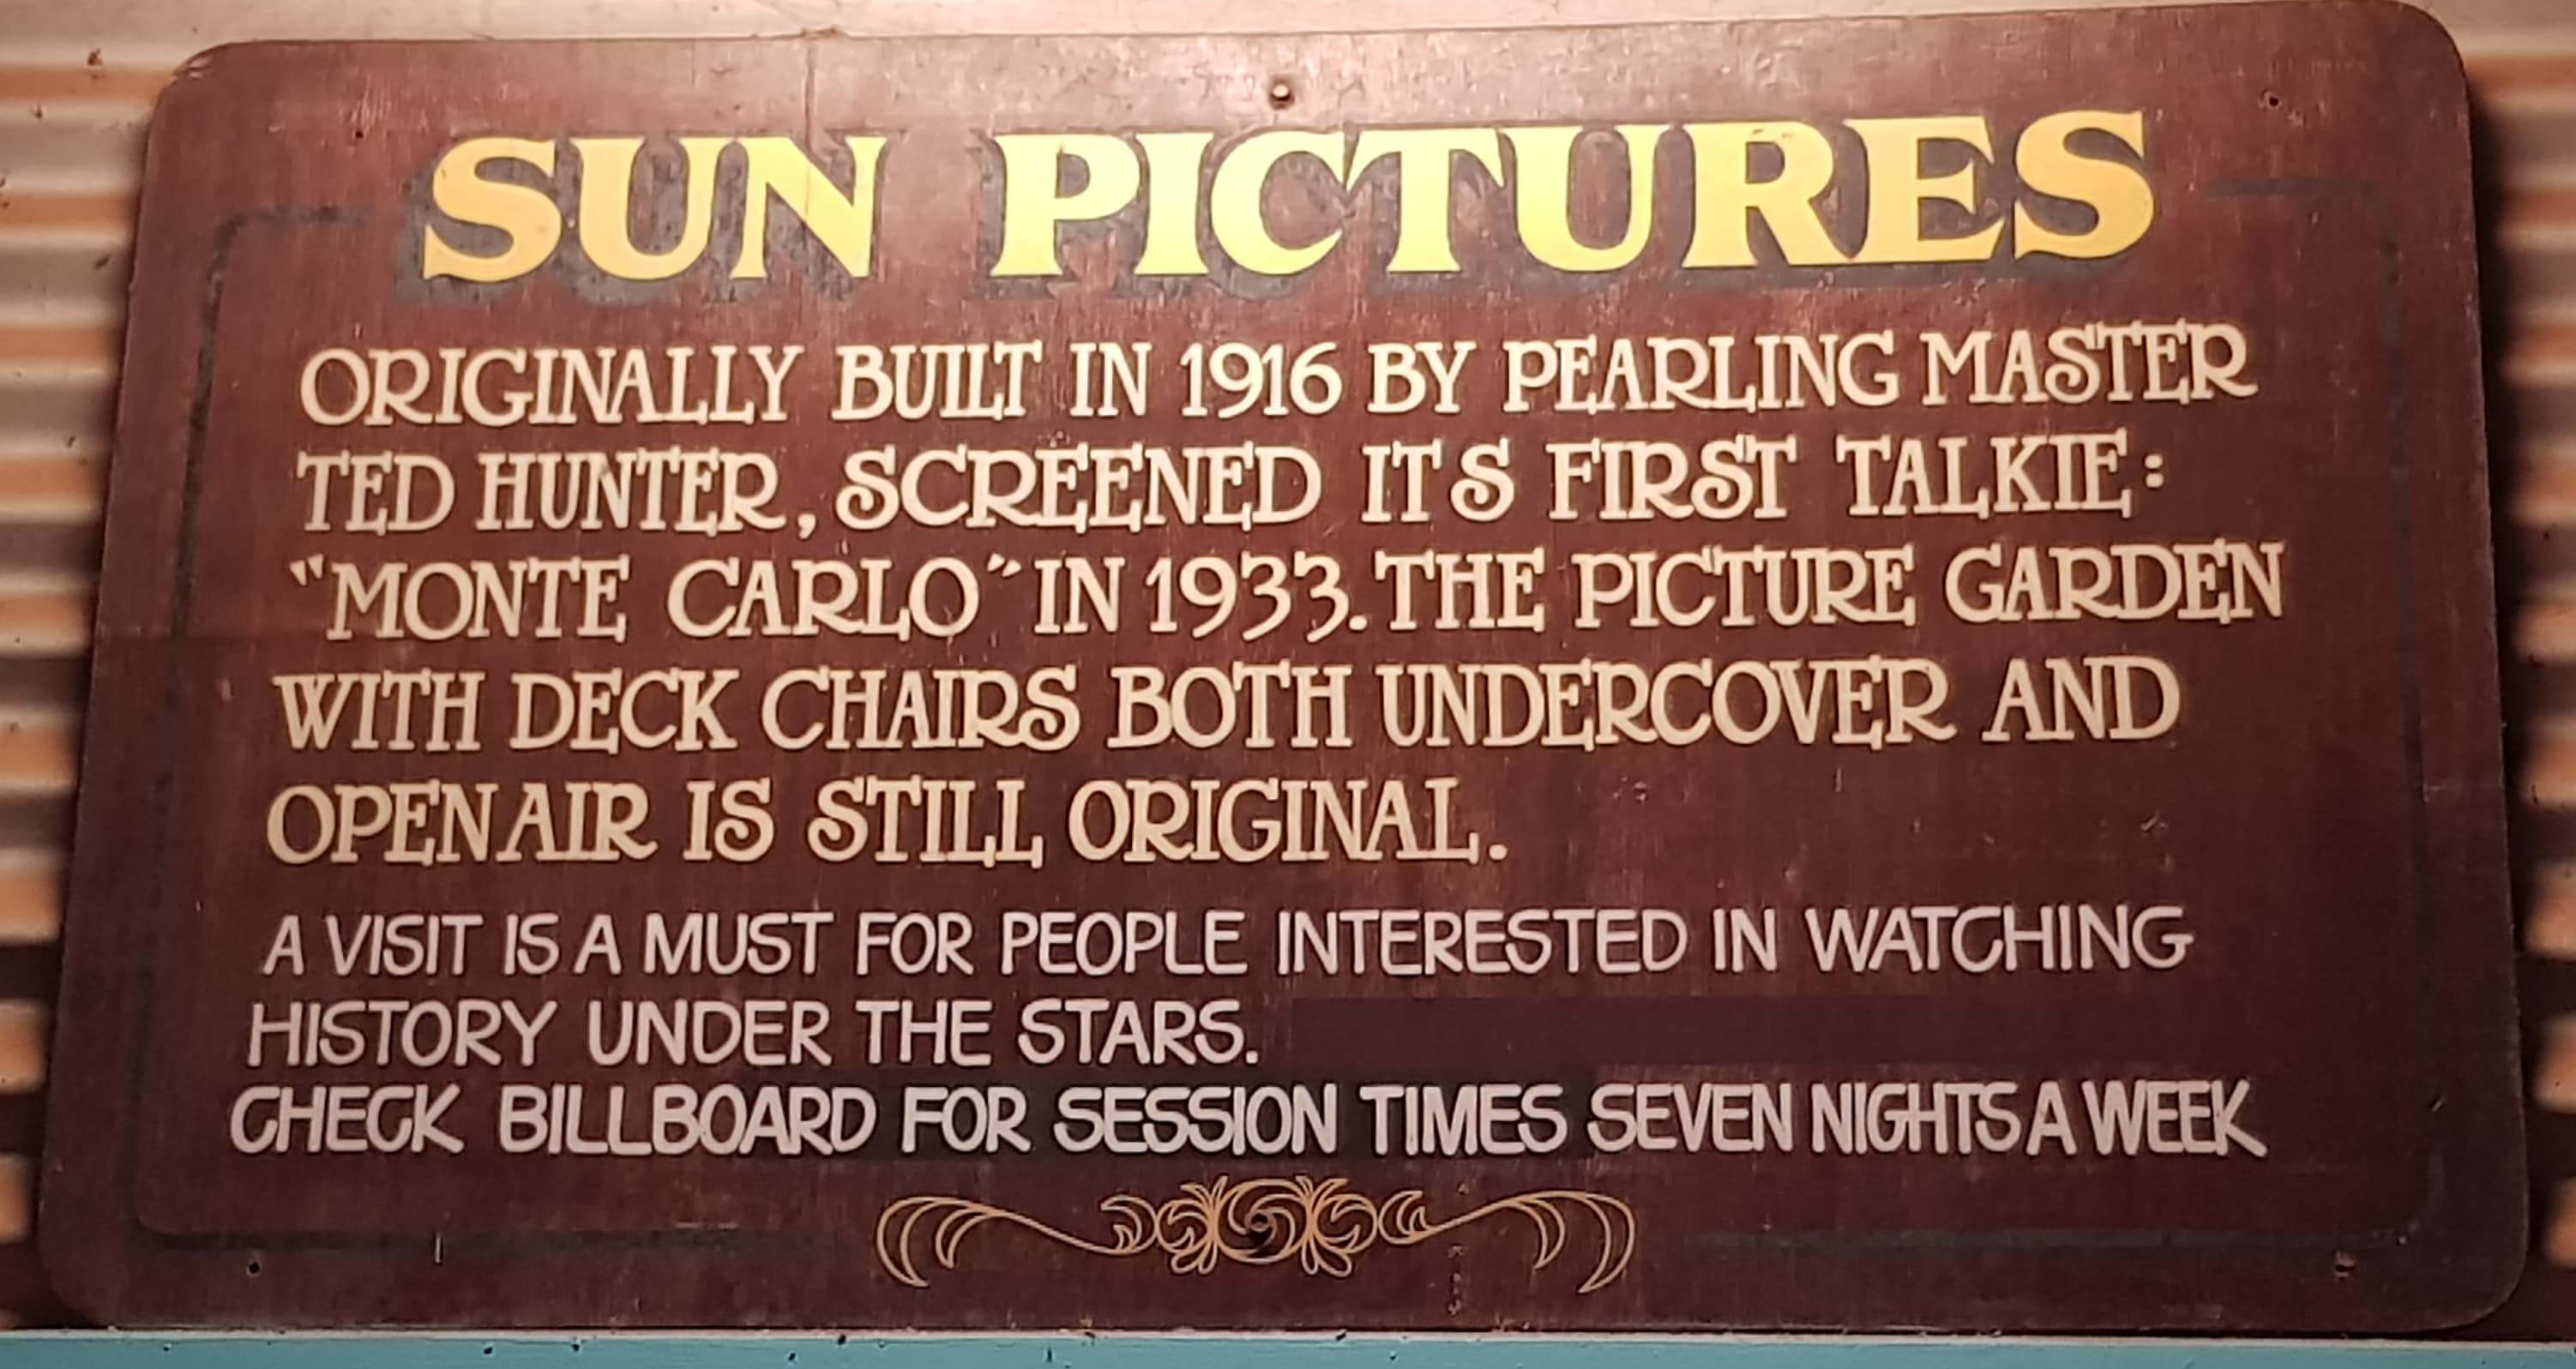 SUN PICTURES
ORIGINALLY BUILT IN 1916 BY PEARLING MASTER
TED HUNTER, SCREENED ITS FIRST TALKIE:
"MONTE CARLO" IN 1933. THE PICTURE GARDEN
WITH DECK CHAIRS BOTH UNDERCOVER AND
OPEN AIR IS STILL ORIGINAL.
A VISIT IS A MUST FOR PEOPLE INTERESTED IN WATCHING
HISTORY UNDER THE STARS.
CHECK BILLBOARD FOR SESSION TIMES SEVEN NIGHTS A WEEK